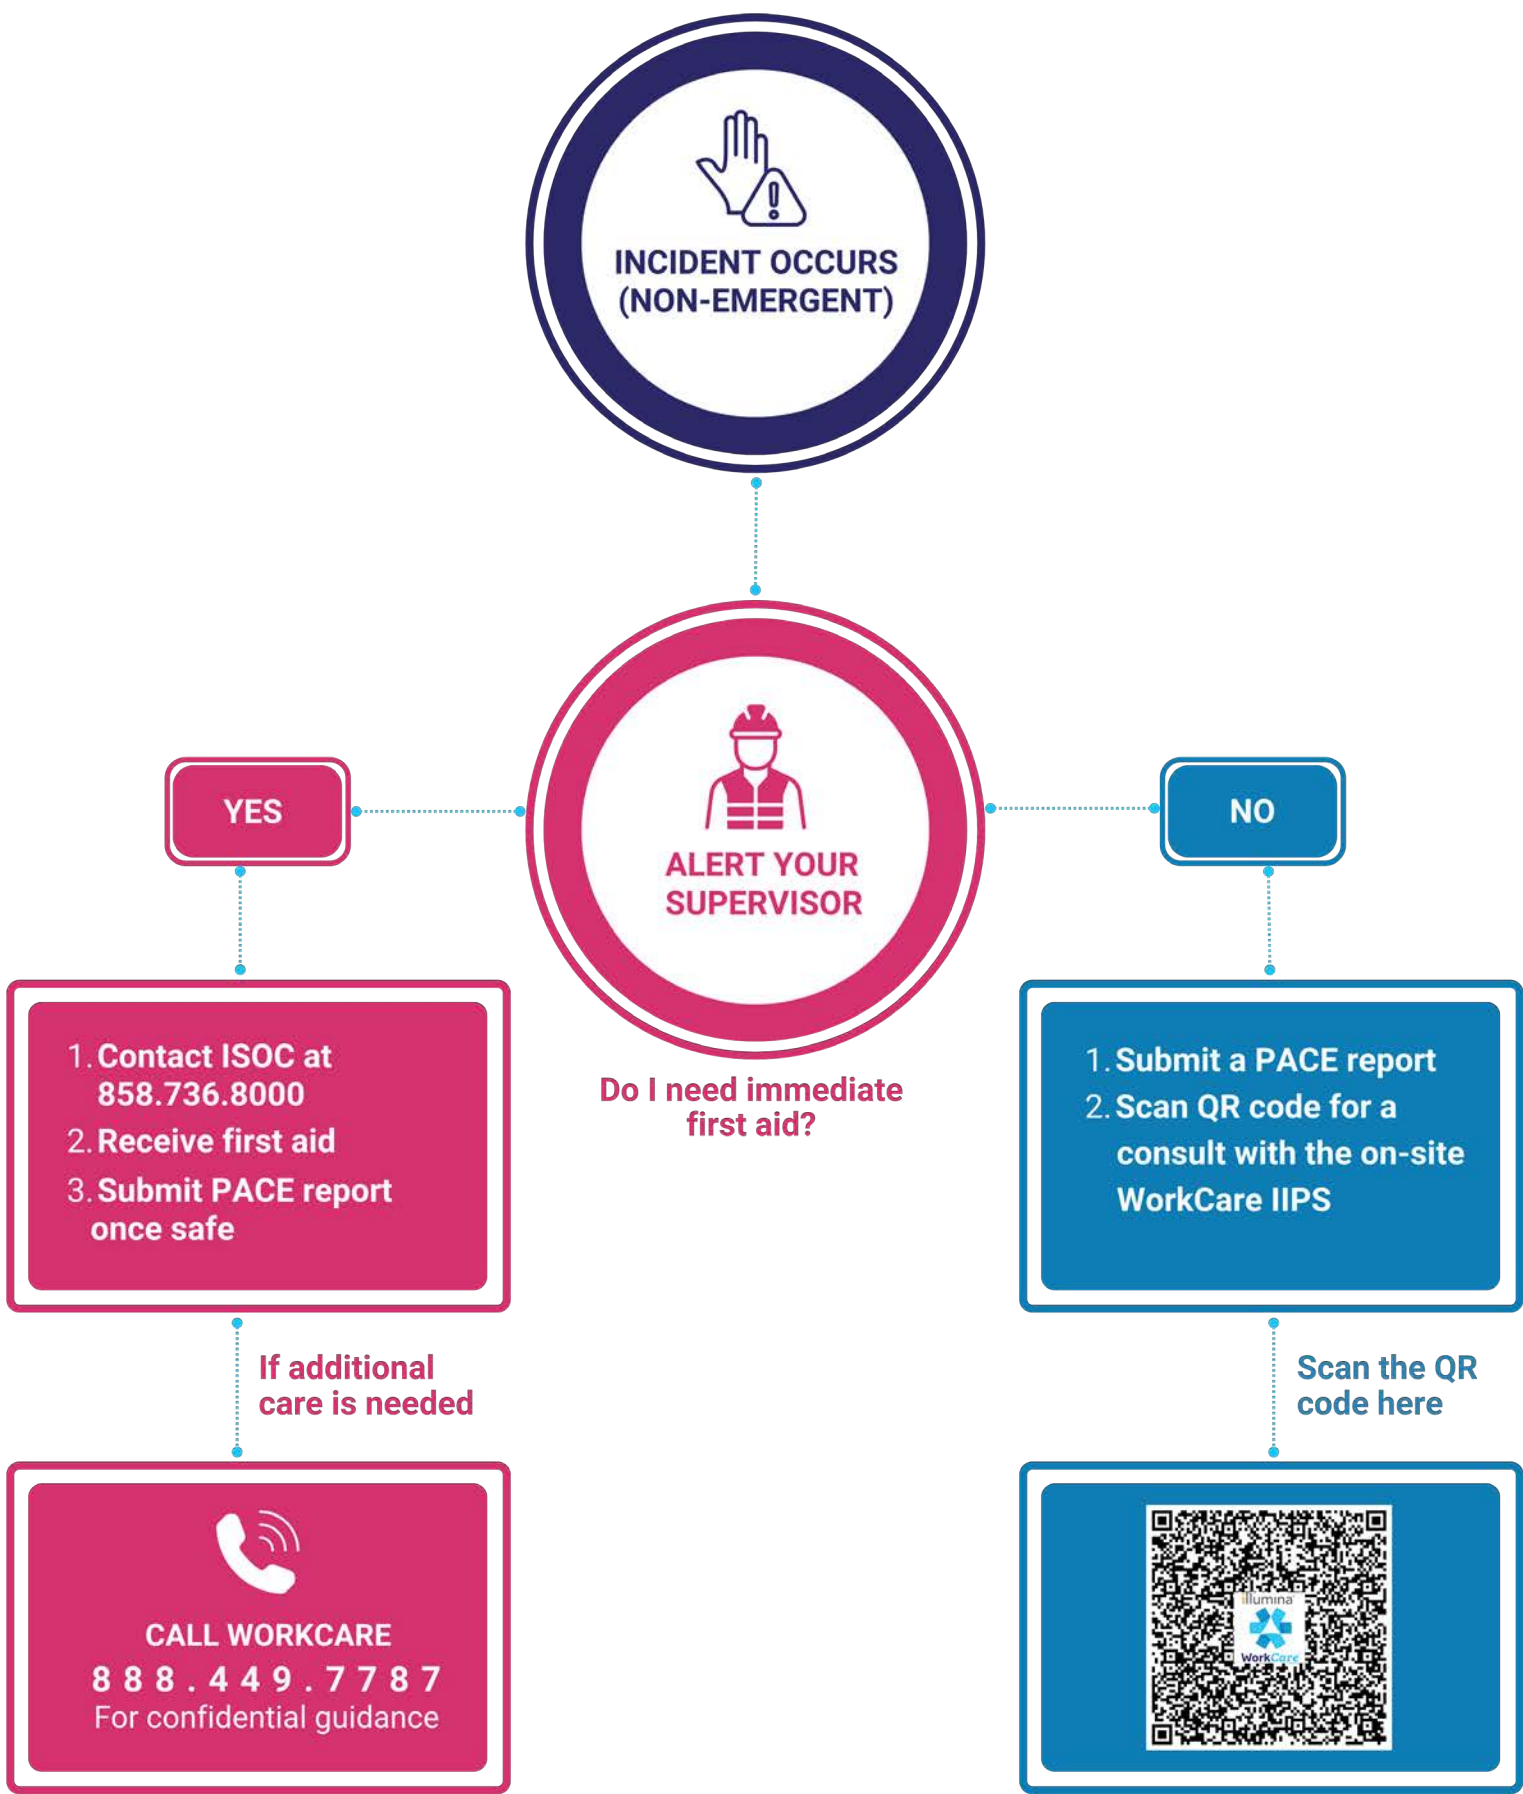 INCIDENT OCCURS
(NON-EMERGENT)
ALERT YOUR
SUPERVISOR
Do I need immediate
first aid?
YES
1. Contact ISOC at
858.736.8000
2. Receive first aid
3. Submit PACE report
once safe
If additional
care is needed
CALL WORKCARE
888.449.7787
For confidential guidance
NO
1. Submit a PACE report
2. Scan QR code for a
consult with the on-site
WorkCare IIPS
Scan the QR
code here
illumina
WorkCare